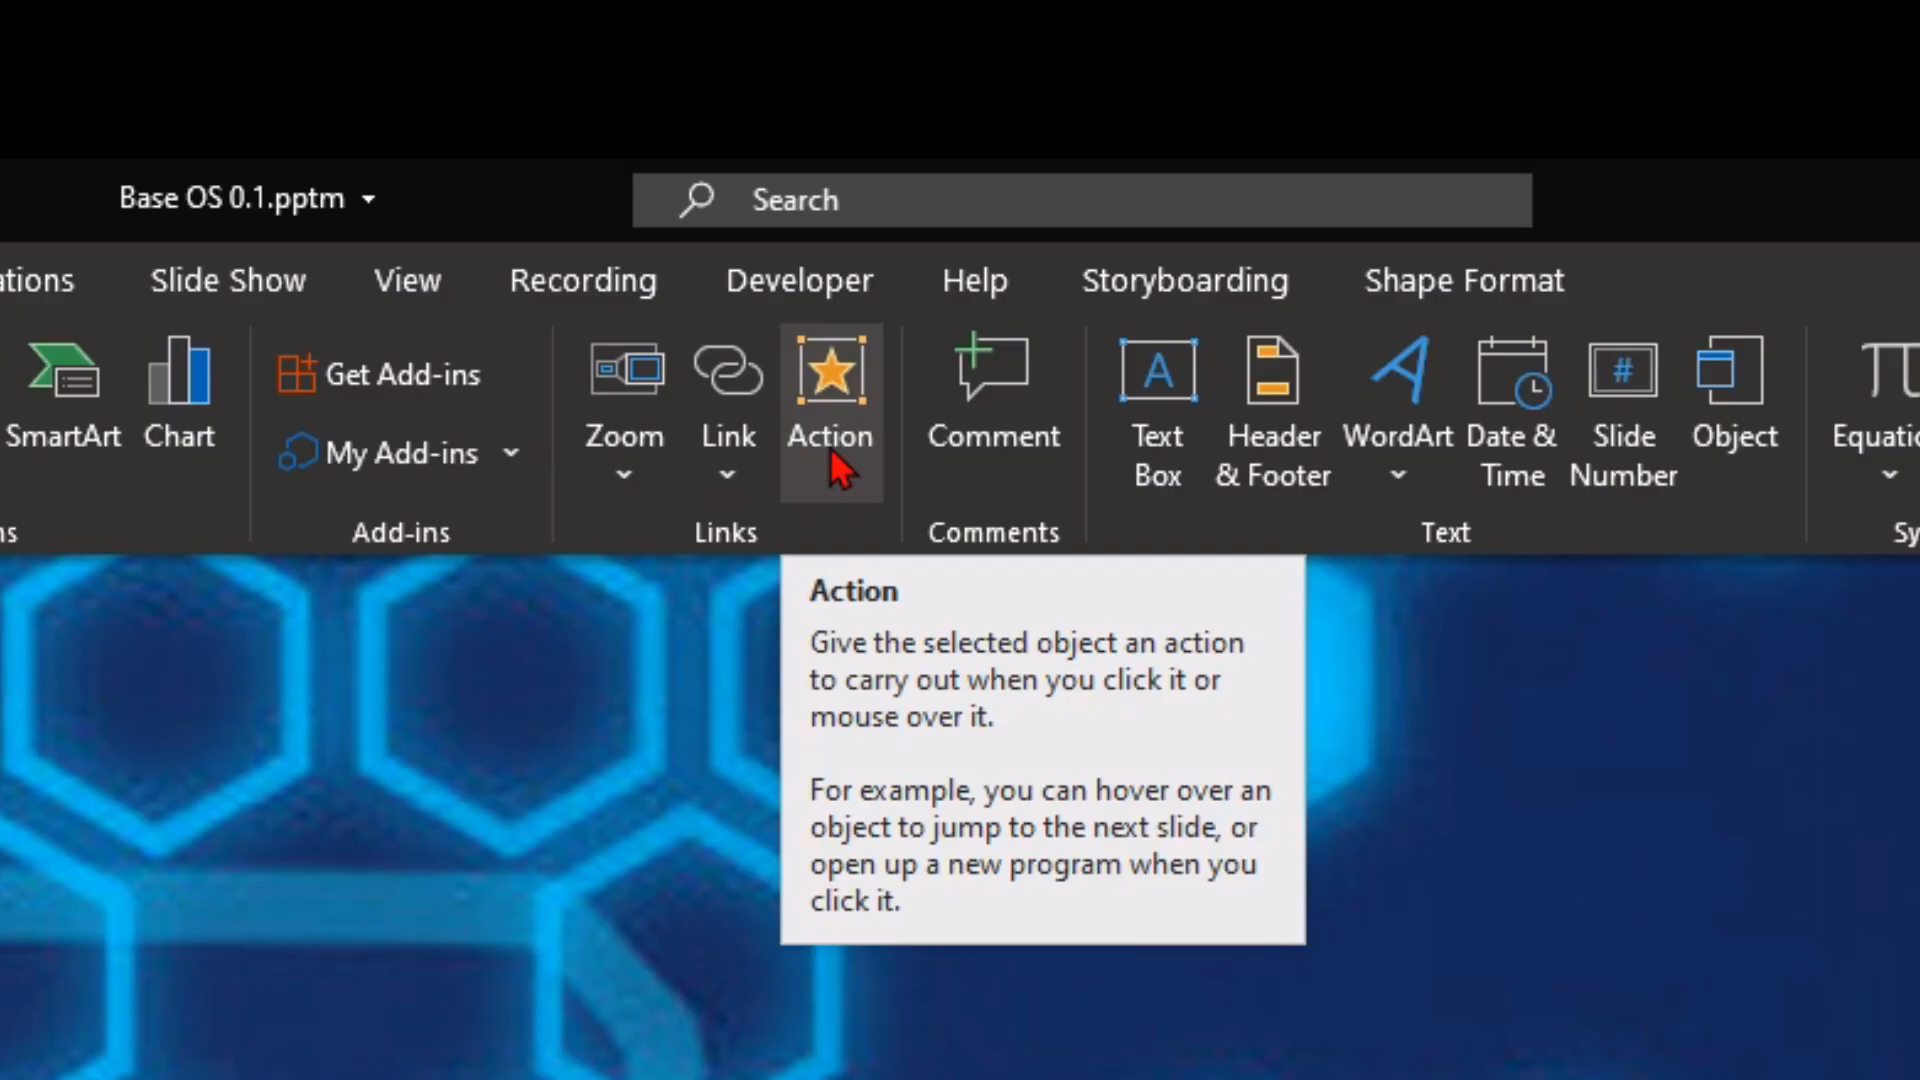 Base OS 0.1.pptm
Search
ations Slide Show View Recording Developer Help Storyboarding Shape Format
SmartArt Chart
Get Add-ins
My Add-ins
Zoom Link Action
Comment
Text Box
Header & Footer
WordArt
Date & Time
Slide Number
Object
Equatio
ns Add-ins Links Comments Text Sy
Action
Give the selected object an action
to carry out when you click it or
mouse over it.
For example, you can hover over an
object to jump to the next slide, or
open up a new program when you
click it.